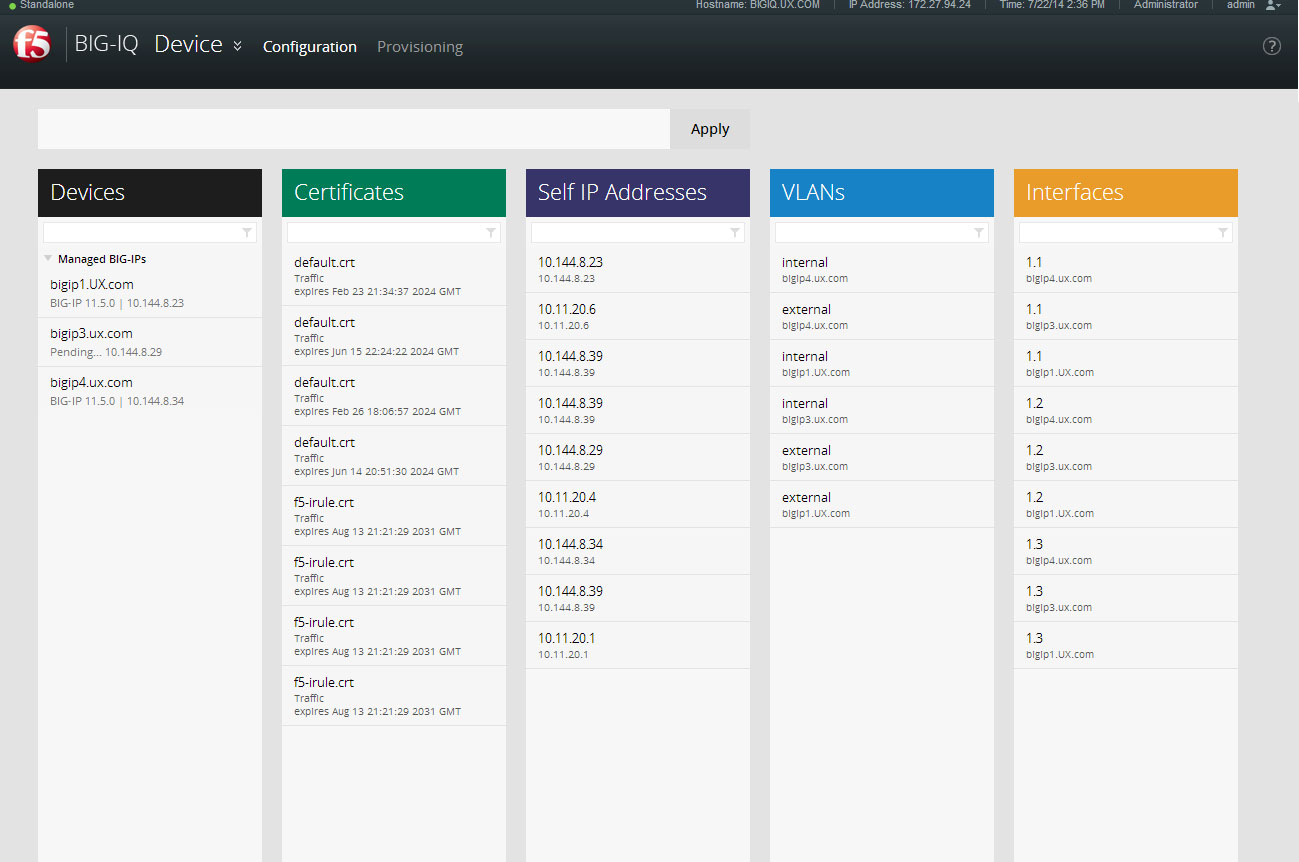 Standalone
Hostname: BIGIQ.UX.COM
IP Address: 172.27.94.24
Time: 7/22/14 2:36 PM
Administrator
admin
f5
BIG-IQ Device
Configuration
Provisioning
?
Apply
Devices
Managed BIG-IPs
bigip1.UX.com
BIG-IP 11.5.0 | 10.144.8.23
bigip3.ux.com
Pending... 10.144.8.29
bigip4.ux.com
BIG-IP 11.5.0 | 10.144.8.34
Certificates
default.crt
Traffic
expires Feb 23 21:34:37 2024 GMT
default.crt
Traffic
expires Jun 15 22:24:22 2024 GMT
default.crt
Traffic
expires Feb 26 18:06:57 2024 GMT
default.crt
Traffic
expires Jun 14 20:51:30 2024 GMT
f5-irule.crt
Traffic
expires Aug 13 21:21:29 2031 GMT
f5-irule.crt
Traffic
expires Aug 13 21:21:29 2031 GMT
f5-irule.crt
Traffic
expires Aug 13 21:21:29 2031 GMT
f5-irule.crt
Traffic
expires Aug 13 21:21:29 2031 GMT
Self IP Addresses
10.144.8.23
10.144.8.23
10.11.20.6
10.11.20.6
10.144.8.39
10.144.8.39
10.144.8.39
10.144.8.39
10.144.8.29
10.144.8.29
10.11.20.4
10.11.20.4
10.144.8.34
10.144.8.34
10.144.8.39
10.144.8.39
10.11.20.1
10.11.20.1
VLANs
internal
bigip4.ux.com
external
bigip4.ux.com
internal
bigip1.UX.com
internal
bigip3.ux.com
external
bigip3.ux.com
external
bigip1.UX.com
Interfaces
1.1
bigip4.ux.com
1.1
bigip3.ux.com
1.1
bigip1.UX.com
1.2
bigip4.ux.com
1.2
bigip3.ux.com
1.2
bigip1.UX.com
1.3
bigip4.ux.com
1.3
bigip3.ux.com
1.3
bigip1.UX.com